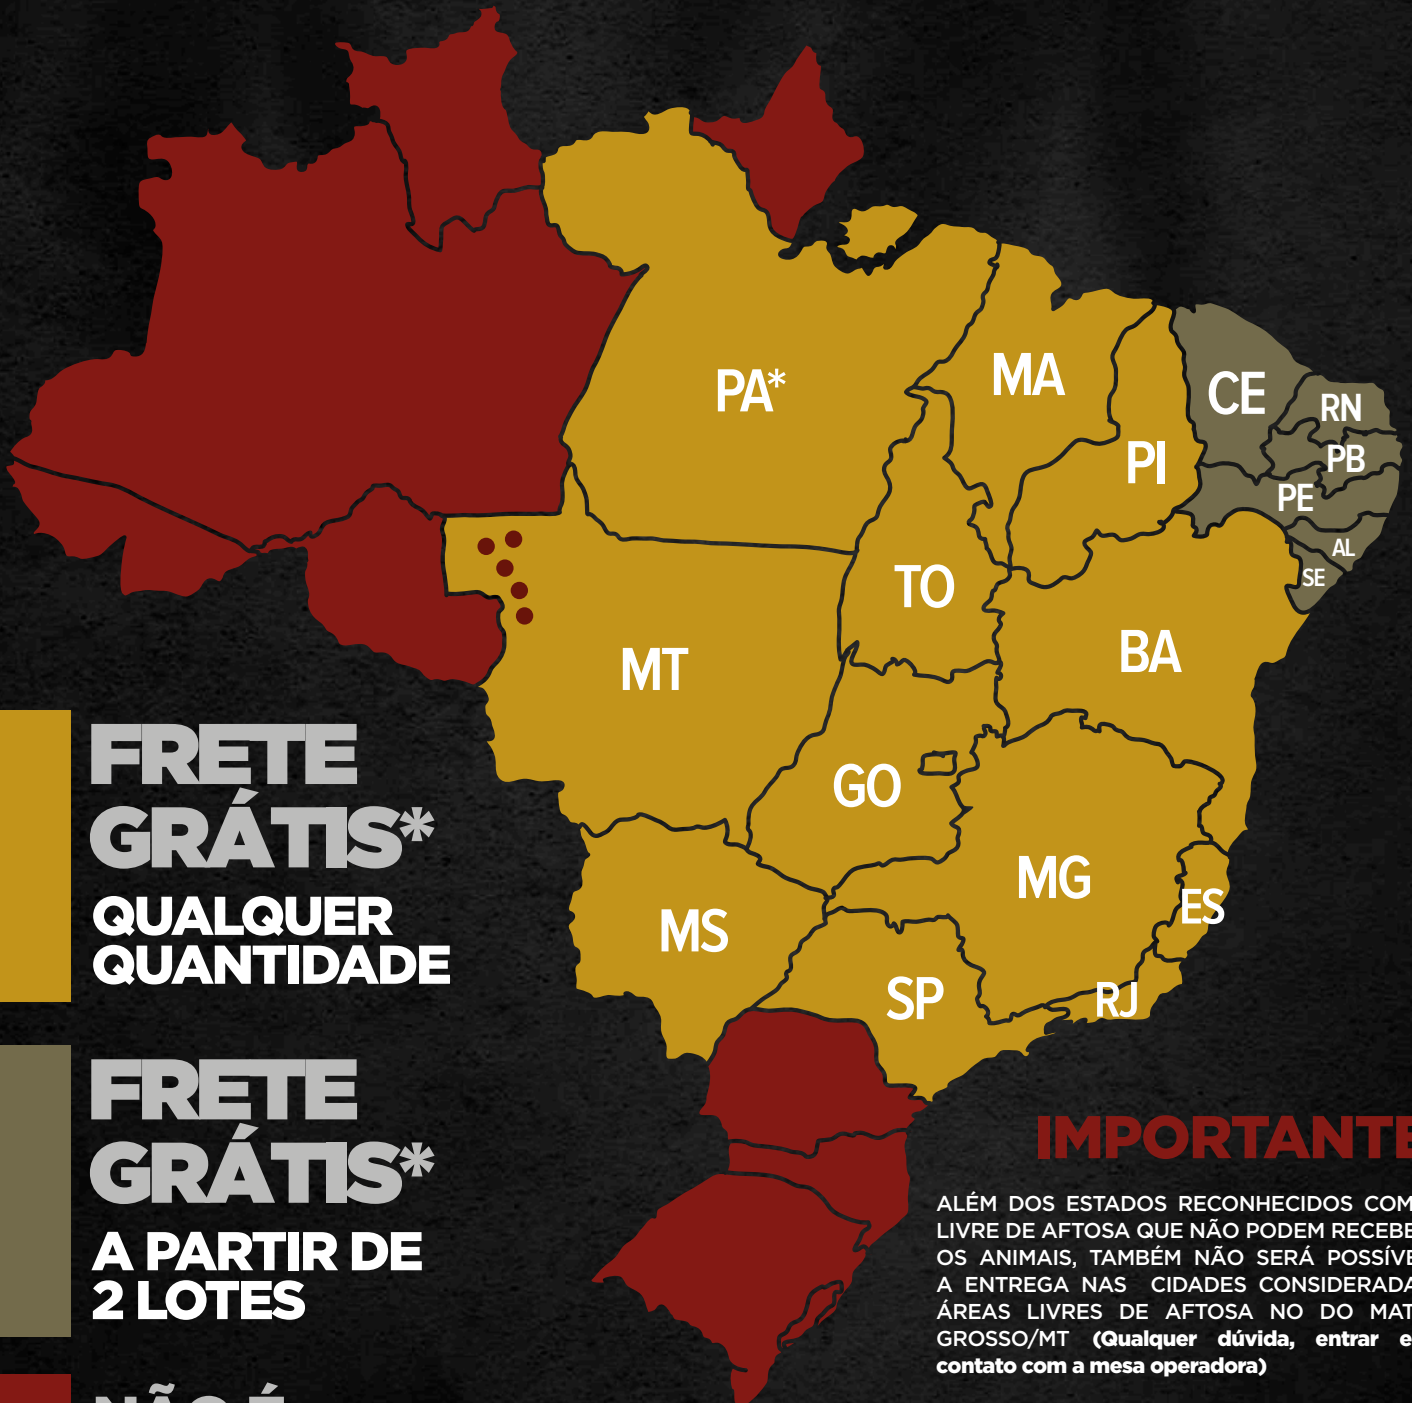 PA*
MA
CE
RN
PI
PB
PE
AL
SE
TO
MT
BA
GO
MG
ES
MS
SP
RJ
FRETE
GRÁTIS*
QUALQUER
QUANTIDADE
FRETE
GRÁTIS*
A PARTIR DE
2 LOTES
NÃO É
IMPORTANTE
ALÉM DOS ESTADOS RECONHECIDOS COM
LIVRE DE AFTOSA QUE NÃO PODEM RECEBE
OS ANIMAIS, TAMBÉM NÃO SERÁ POSSÍVE
A ENTREGA NAS CIDADES CONSIDERADA
ÁREAS LIVRES DE AFTOSA NO DO MAT
GROSSO/MT (Qualquer dúvida, entrar e
contato com a mesa operadora)